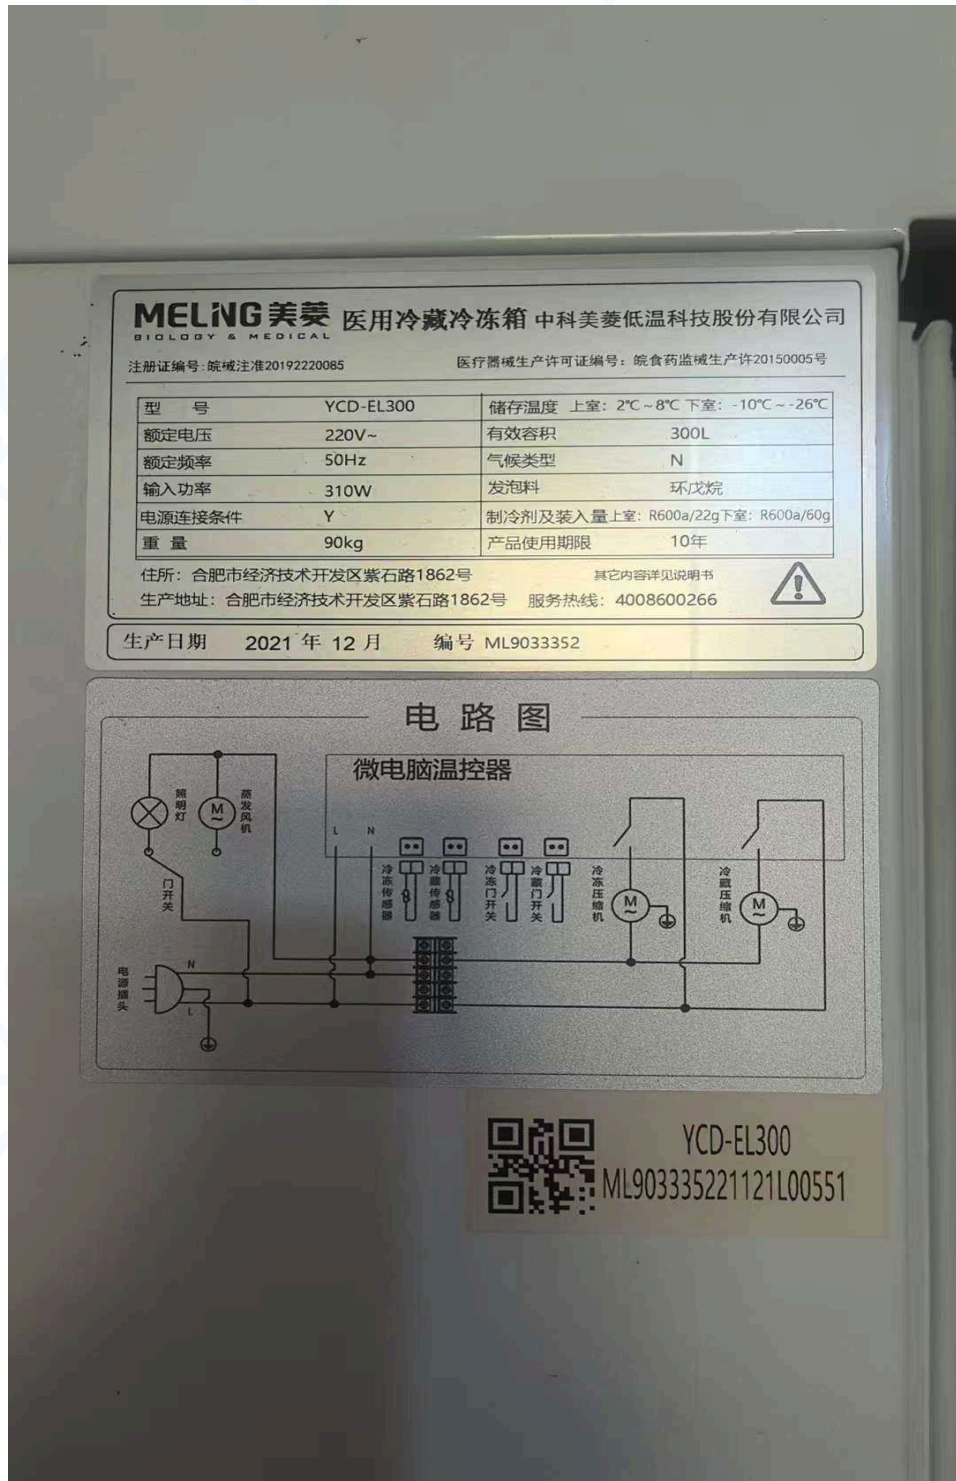 MELiNG美菱 医用冷藏冷冻箱 中科美菱低温科技股份有限公司
BIOLOGY & MEDICAL
注册证编号:皖械注准20192220085 医疗器械生产许可证编号：皖食药监械生产许20150005号
型 号 YCD-EL300 储存温度 上室：2℃~8℃ 下室：-10℃~-26℃
额定电压 220V~ 有效容积 300L
额定频率 50Hz 气候类型 N
输入功率 310W 发泡料 环戊烷
电源连接条件 Y 制冷剂及装入量 上室：R600a/22g 下室：R600a/60g
重 量 90kg 产品使用期限 10年
住所：合肥市经济技术开发区紫石路1862号 其它内容详见说明书
生产地址：合肥市经济技术开发区紫石路1862号 服务热线：4008600266
生产日期 2021 年 12 月 编号 ML9033352
电路图
微电脑温控器
照明灯
M~
蒸发风机
L
N
门开关
冷冻传感器
冷藏传感器
冷冻门开关
冷藏门开关
冷冻压缩机
M~
冷藏压缩机
M~
电源插头
N
L
YCD-EL300
ML903335221121L00551